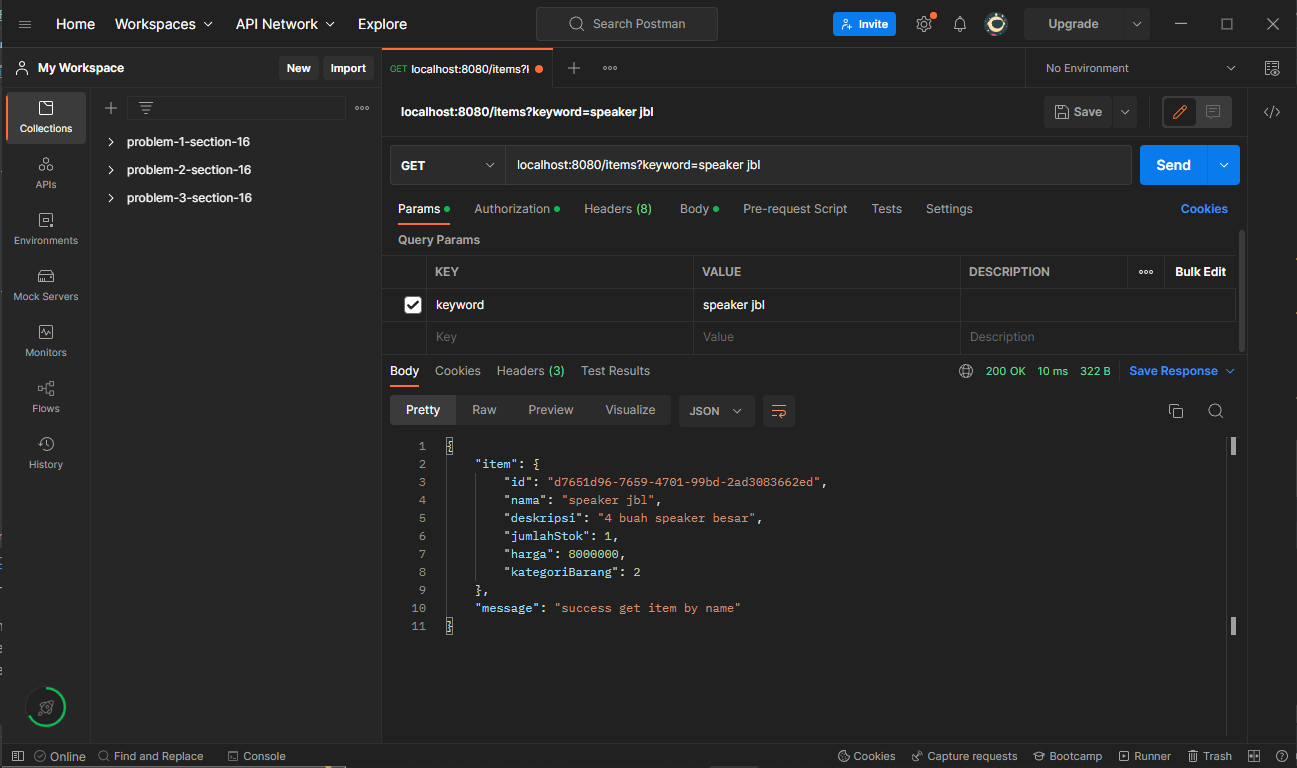 Home Workspaces API Network Explore Search Postman Invite Upgrade
My Workspace New Import GET localhost:8080/items?k No Environment
localhost:8080/items?keyword=speaker jbl Save
Collections
APIs
Environments
Mock Servers
Monitors
Flows
History
problem-1-section-16
problem-2-section-16
problem-3-section-16
GET localhost:8080/items?keyword=speaker jbl Send
Params Authorization Headers (8) Body Pre-request Script Tests Settings Cookies
Query Params
KEY VALUE DESCRIPTION Bulk Edit
keyword speaker jbl
Key Value Description
Body Cookies Headers (3) Test Results 200 OK 10 ms 322 B Save Response
Pretty Raw Preview Visualize JSON
1 {
2 "item": {
3 "id": "d7651d96-7659-4701-99bd-2ad3083662ed",
4 "nama": "speaker jbl",
5 "deskripsi": "4 buah speaker besar",
6 "jumlahStok": 1,
7 "harga": 8000000,
8 "kategoriBarang": 2
9 },
10 "message": "success get item by name"
11 }
Online Find and Replace Console Cookies Capture requests Bootcamp Runner Trash